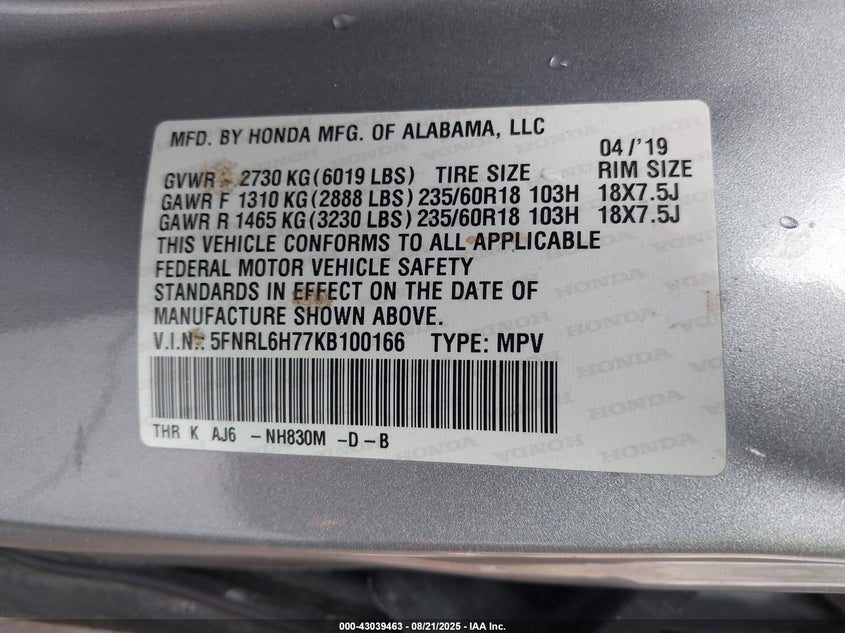 MFD. BY HONDA MFG. OF ALABAMA, LLC
04/'19
GVWR 2730 KG (6019 LBS) TIRE SIZE RIM SIZE
GAWR F 1310 KG (2888 LBS) 235/60R18 103H 18X7.5J
GAWR R 1465 KG (3230 LBS) 235/60R18 103H 18X7.5J
THIS VEHICLE CONFORMS TO ALL APPLICABLE
FEDERAL MOTOR VEHICLE SAFETY
STANDARDS IN EFFECT ON THE DATE OF
MANUFACTURE SHOWN ABOVE.
V.I.N.: 5FNRL6H77KB100166 TYPE: MPV
THR K AJ6 -NH830M -D-B
000-43039463 - 08/21/2025 - IAA Inc.